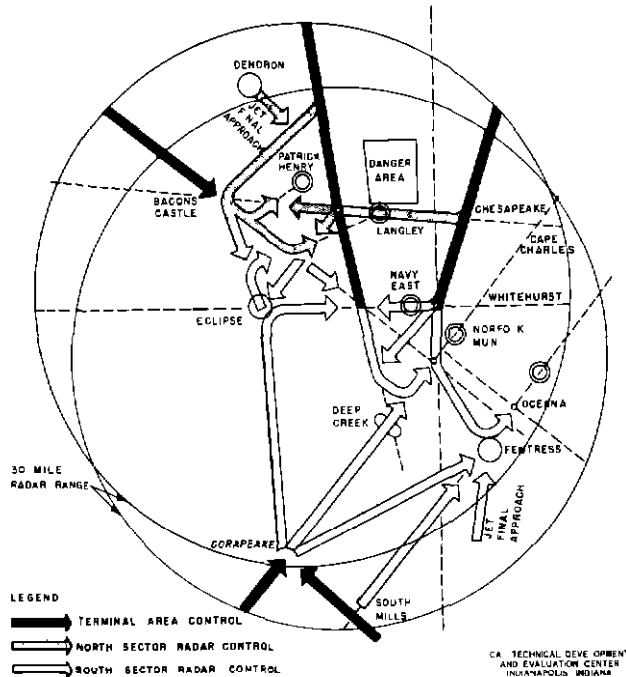 DENDRON
JET
FINAL
APPROACH
PATRICK
HENRY
DANGER
AREA
BACONS
CASTLE
LANGLEY
CHESAPEAKE
CAPE
CHARLES
NAVY
EAST
WHITEHURST
ECLIPSE
NORFOLK
MUN
OCEANA
DEEP
CREEK
FENTRESS
30 MILE
RADAR RANGE
JET
FINAL
APPROACH
CORAPEAKE
SOUTH
MILLS
LEGEND
TERMINAL AREA CONTROL
NORTH SECTOR RADAR CONTROL
SOUTH SECTOR RADAR CONTROL
CA TECHNICAL DEVELOPMENT
AND EVALUATION CENTER
INDIANAPOLIS INDIANA